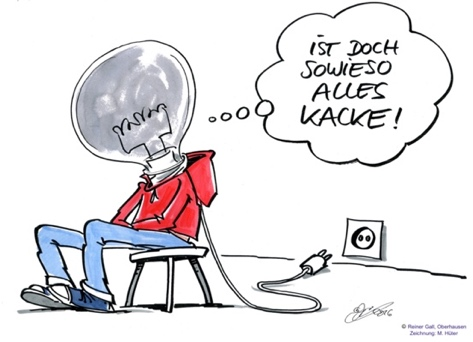 IST DOCH
SOWIESO
ALLES
KACKE!
© Reiner Gall, Oberhausen
Zeichnung: M. Hüter